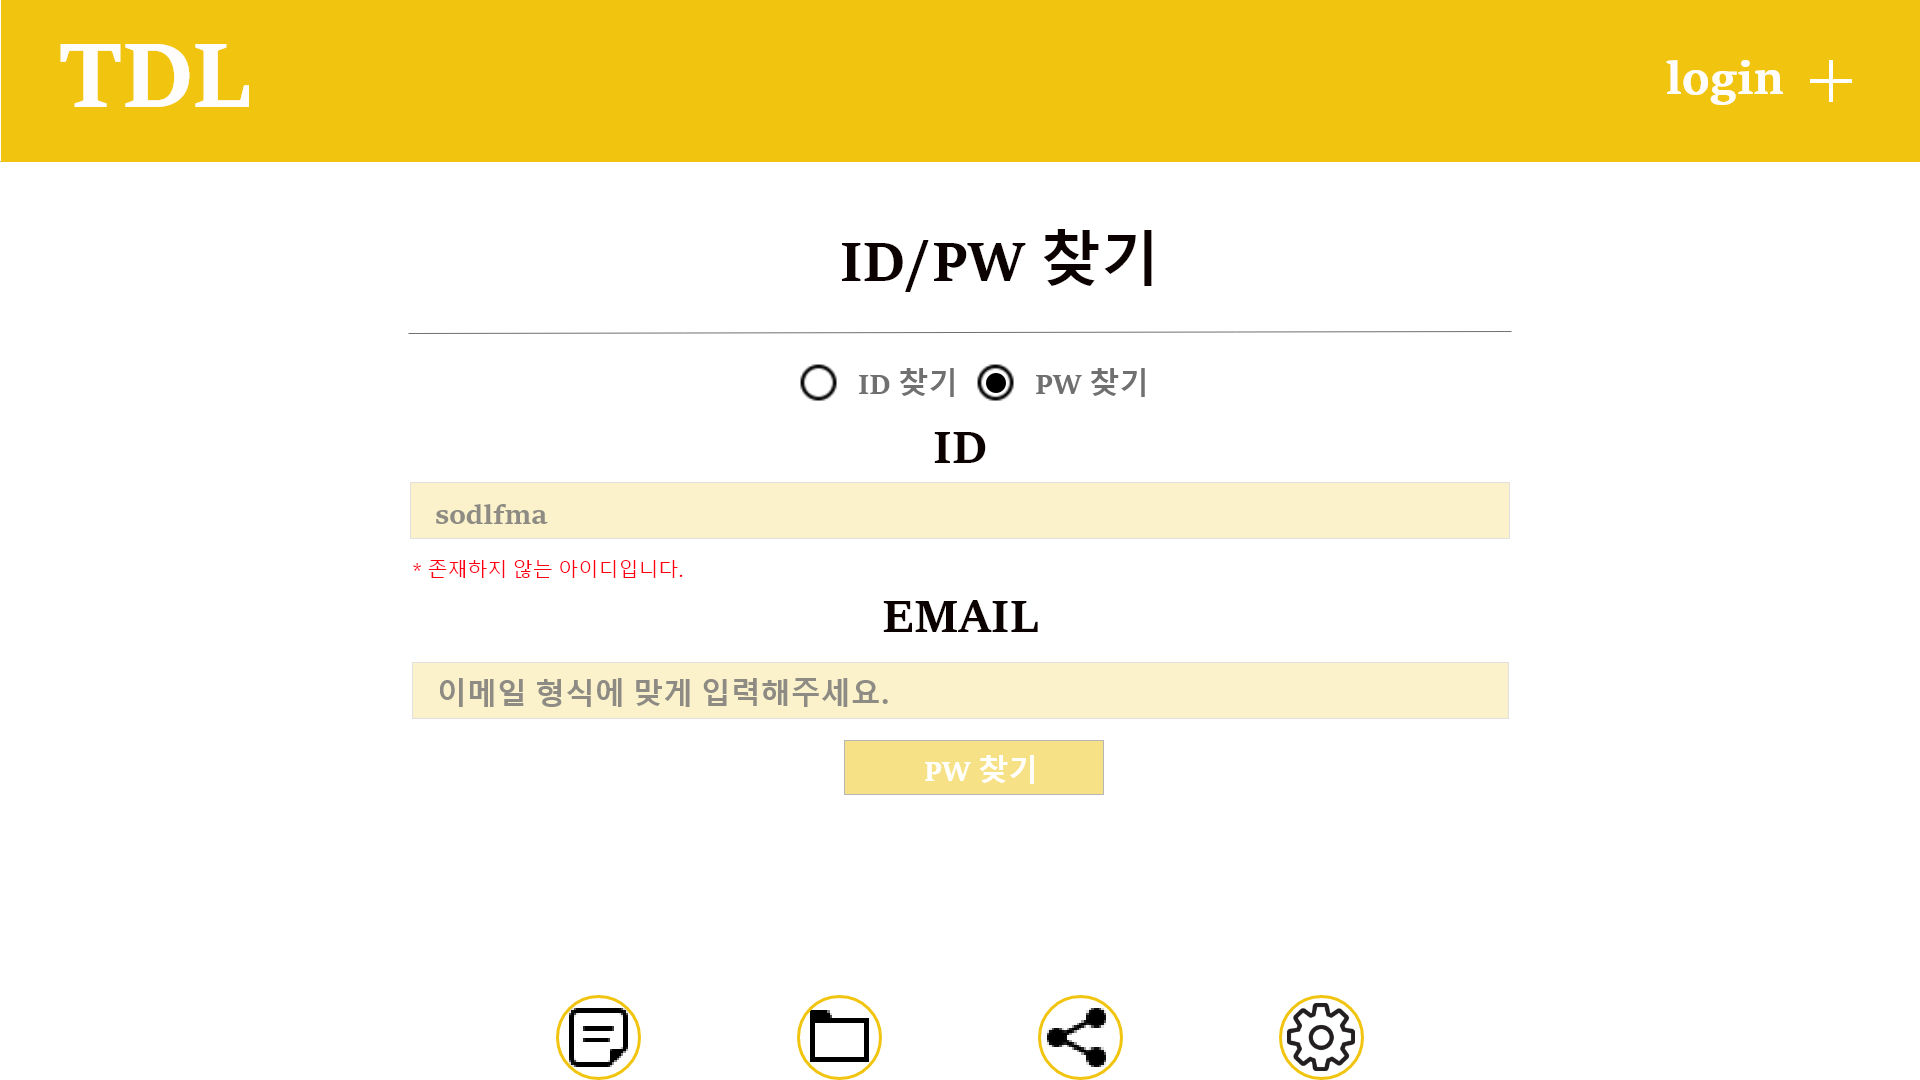 TDL
login
ID/PW 찾기
ID 찾기 PW 찾기
ID
sodlfma
* 존재하지 않는 아이디입니다.
EMAIL
이메일 형식에 맞게 입력해주세요.
PW 찾기